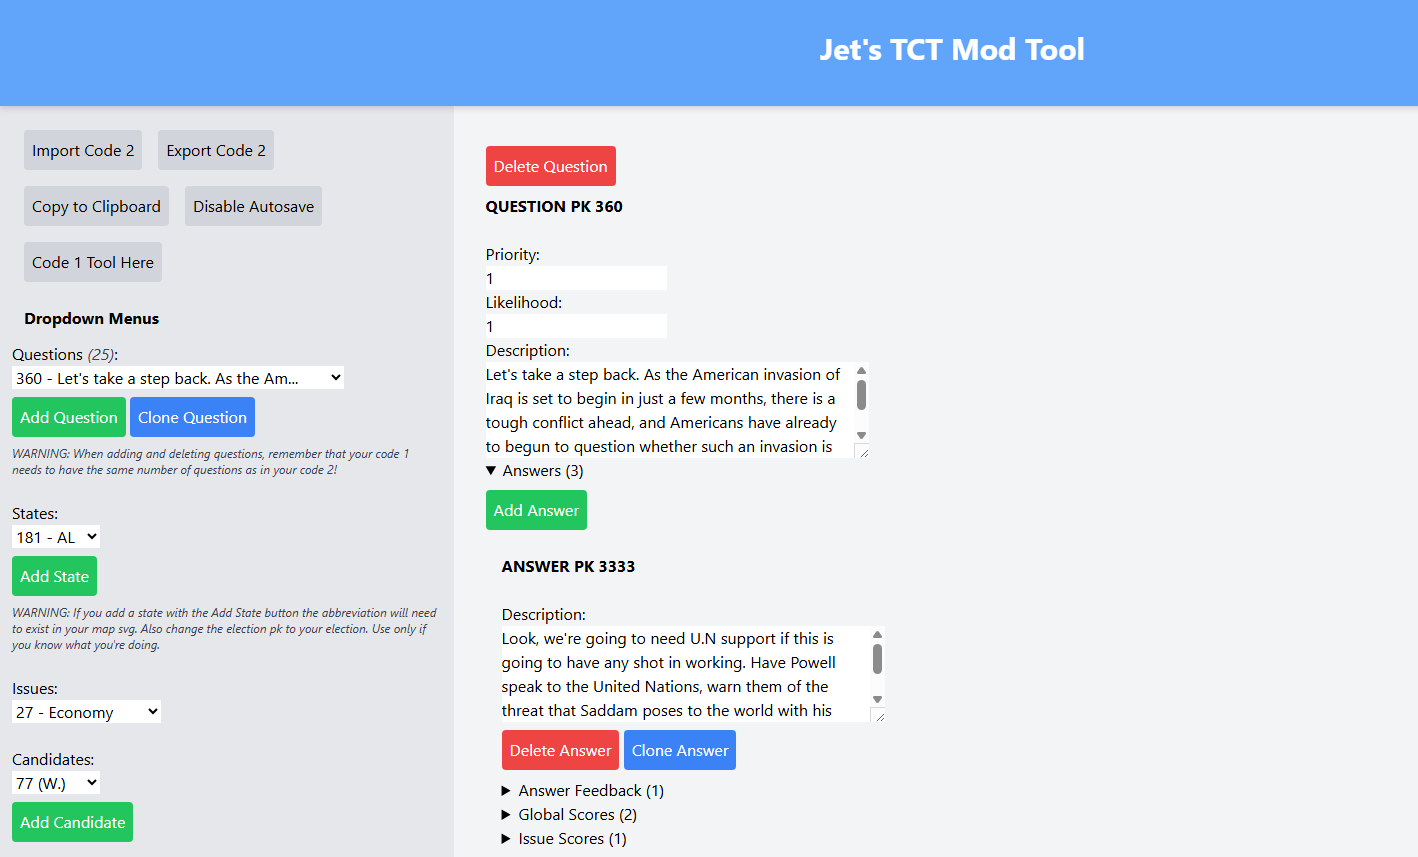 Jet's TCT Mod Tool
Import Code 2
Export Code 2
Copy to Clipboard
Disable Autosave
Code 1 Tool Here
Dropdown Menus
Questions (25):
360 - Let's take a step back. As the Am...
Add Question
Clone Question
WARNING: When adding and deleting questions, remember that your code 1
needs to have the same number of questions as in your code 2!
States:
181 - AL
Add State
WARNING: If you add a state with the Add State button the abbreviation will need
to exist in your map svg. Also change the election pk to your election. Use only if
you know what you're doing.
Issues:
27 - Economy
Candidates:
77 (W.)
Add Candidate
Delete Question
QUESTION PK 360
Priority:
1
Likelihood:
1
Description:
Let's take a step back. As the American invasion of
Iraq is set to begin in just a few months, there is a
tough conflict ahead, and Americans have already
to begun to question whether such an invasion is
Answers (3)
Add Answer
ANSWER PK 3333
Description:
Look, we're going to need U.N support if this is
going to have any shot in working. Have Powell
speak to the United Nations, warn them of the
threat that Saddam poses to the world with his
Delete Answer
Clone Answer
Answer Feedback (1)
Global Scores (2)
Issue Scores (1)